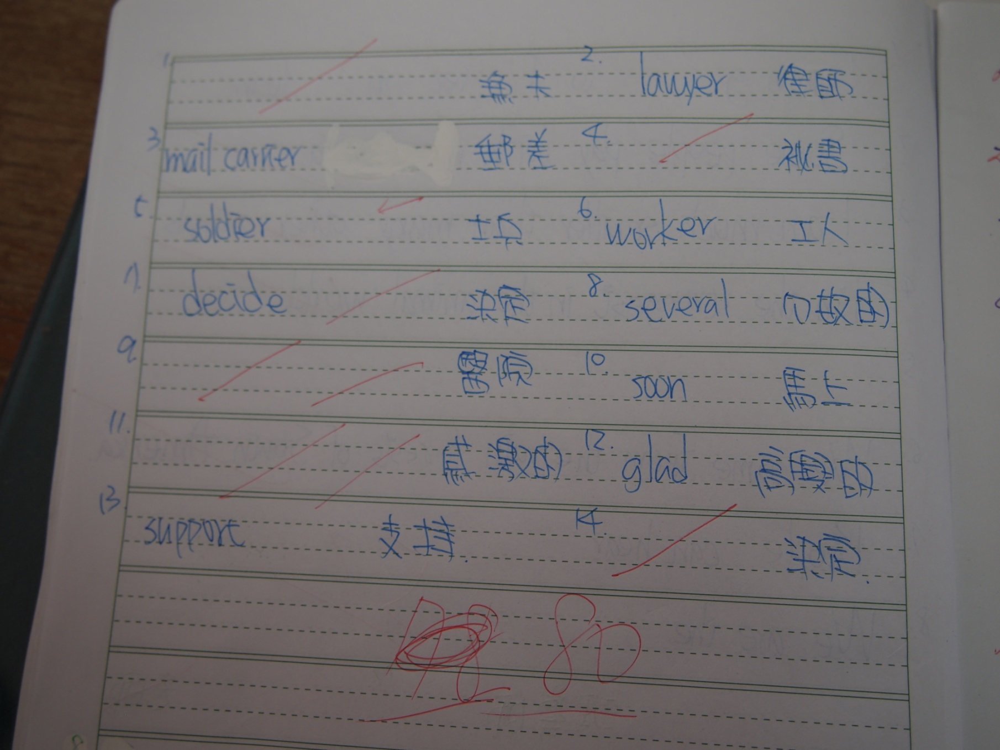 1. 漁夫 2. lawyer 律師
3. mail carrier 郵差 4. 祕書
5. soldier 士兵 6. worker 工人
7. decide 決定 8. several 數的
9. 醫院 10. soon 馬上
11. 感激的 12. glad 高興的
13. support 支持. 14. 決定.
78 80